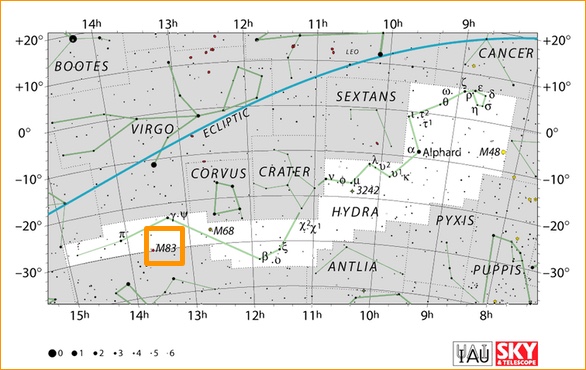 14h 13h 12h 11h 10h 9h
+20° +20°
LEO CANCER
BOOTES
+10° +10°
ζ ε
ω ρ δ
θ η σ
SEXTANS
ι τ² τ¹
VIRGO ECLIPTIC
0° 0°
α Alphard M48
CORVUS CRATER λ υ² υ¹ κ
-10° ν φ μ -10°
3242
HYDRA
γ ψ PYXIS
-20° M68 χ² χ¹ -20°
π M83 ξ
β ο
ANTLIA PUPPIS
-30° -30°
15h 14h 13h 12h 11h 10h 9h 8h
0 1 2 3 4 5 6
IAU SKY
& TELESCOPE